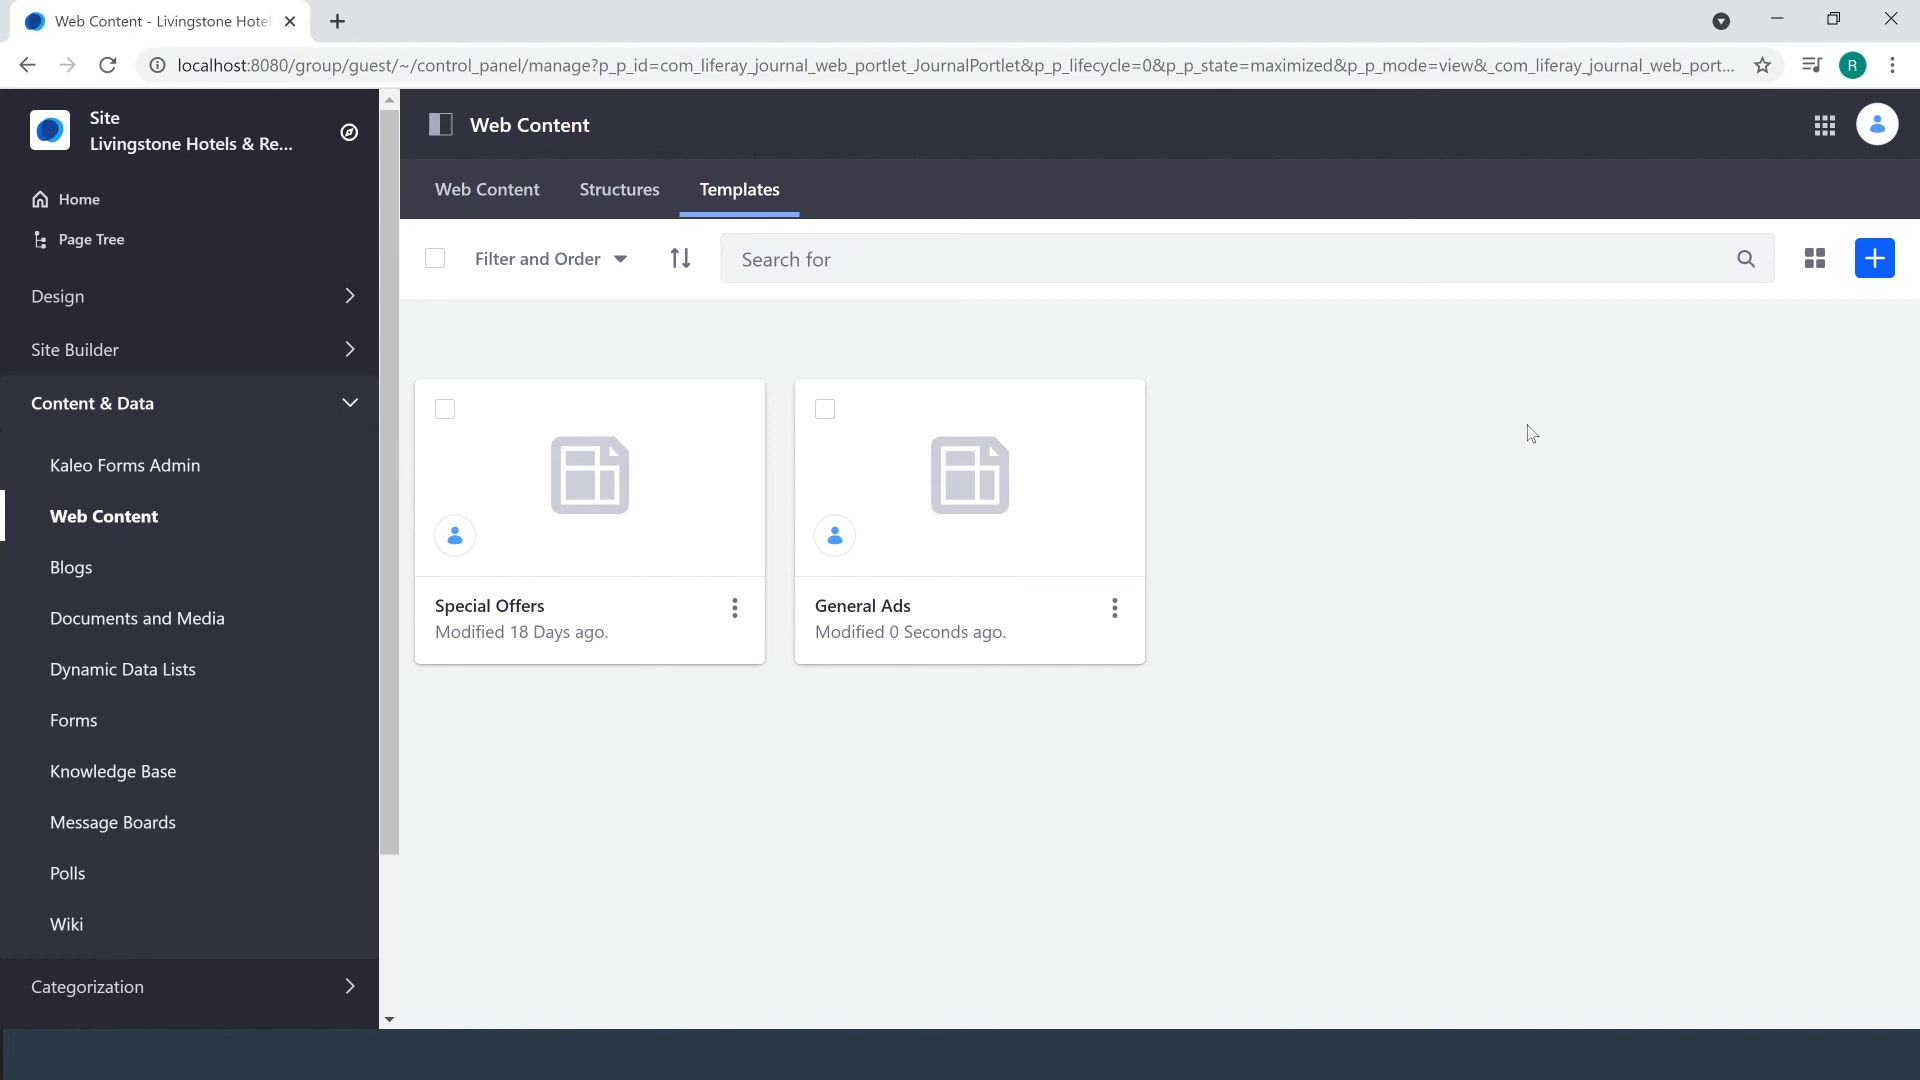 Web Content - Livingstone Hotel
localhost:8080/group/guest/~/control_panel/manage?p_p_id=com_liferay_journal_web_portlet_JournalPortlet&p_p_lifecycle=0&p_p_state=maximized&p_p_mode=view&_com_liferay_journal_web_port...
R
Site
Livingstone Hotels & Re...
Home
Page Tree
Design
Site Builder
Content & Data
Kaleo Forms Admin
Web Content
Blogs
Documents and Media
Dynamic Data Lists
Forms
Knowledge Base
Message Boards
Polls
Wiki
Categorization
Web Content
Web Content Structures Templates
Filter and Order Search for
Special Offers
Modified 18 Days ago.
General Ads
Modified 0 Seconds ago.